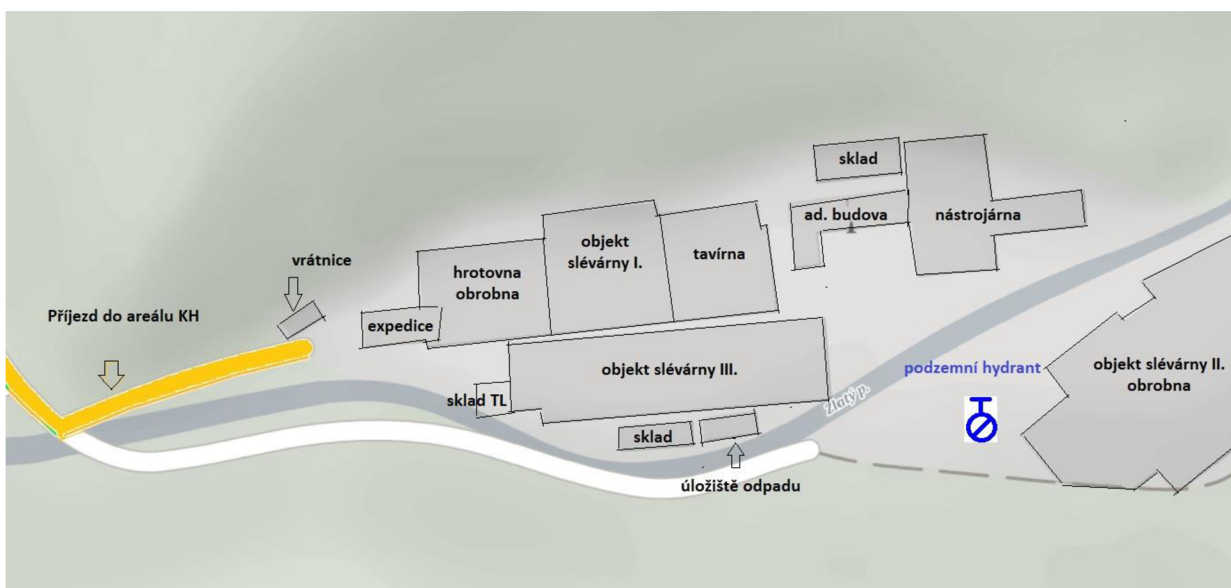 sklad
ad. budova
nástrojárna
objekt
slévárny I.
tavírna
hrotovna
obrobna
vrátnice
Příjezd do areálu KH
expedice
objekt slévárny III.
podzemní hydrant
objekt slévárny II.
obrobna
sklad TL
Zlatý p.
sklad
úložiště odpadu